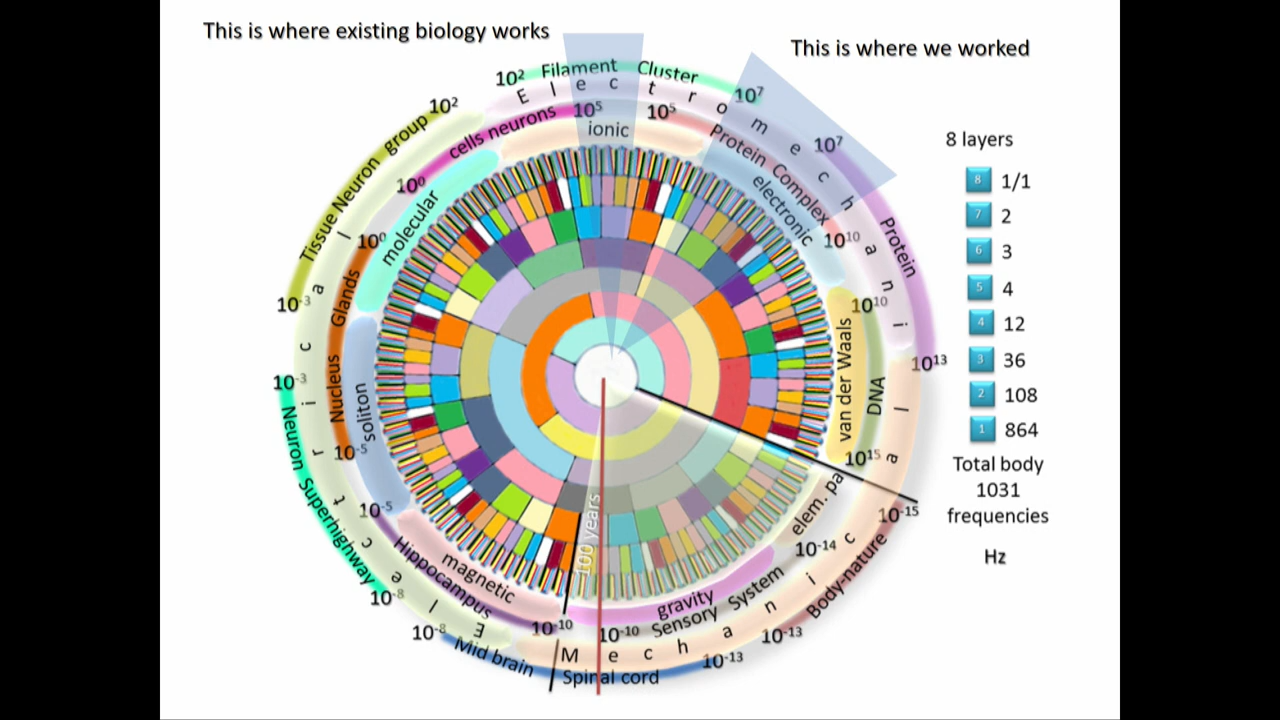 This is where existing biology works
This is where we worked
10² Filament Cluster 10⁷
Electromechanical
10⁵ 10⁵
ionic
cells neurons
10⁰
molecular
10²
Tissue Neuron group
10⁻³
10⁰
Glands
Nucleus
10⁻⁵
soliton
10⁻⁵
10⁻³
Neuron Superhighway
10⁻⁸
Electrical
10⁻⁸
Mid brain
Hippocampus
10⁻¹⁰
magnetic
100 years
10⁻¹⁰
gravity
Sensory System
10⁻¹⁴
Mechanical
Spinal cord
10⁻¹³
10⁻¹³
Body-nature
10⁻¹⁵
elem. pa
10¹⁵
van der Waals
DNA
10¹⁰
10¹⁰
electronic
Protein Complex
10⁷
Protein
10¹³
8 layers
8 1/1
7 2
6 3
5 4
4 12
3 36
2 108
1 864
Total body
1031
frequencies
Hz